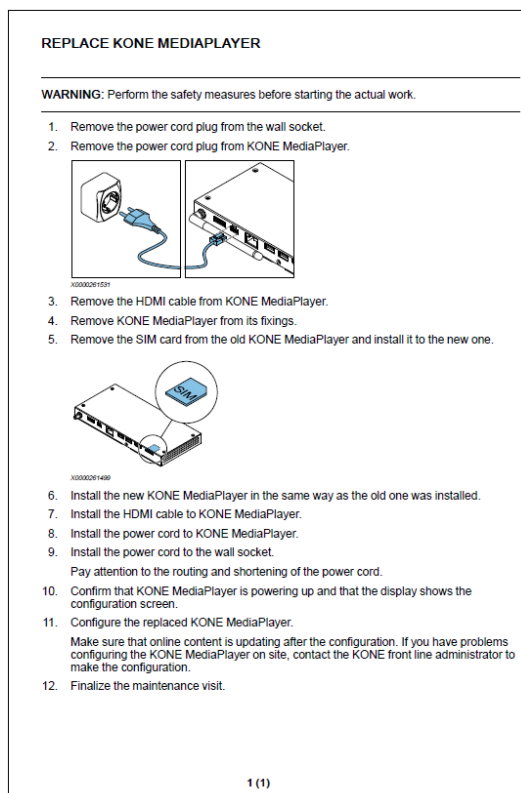 REPLACE KONE MEDIAPLAYER
WARNING: Perform the safety measures before starting the actual work.
1. Remove the power cord plug from the wall socket.
2. Remove the power cord plug from KONE MediaPlayer.
X0000261531
3. Remove the HDMI cable from KONE MediaPlayer.
4. Remove KONE MediaPlayer from its fixings.
5. Remove the SIM card from the old KONE MediaPlayer and install it to the new one.
SIM
X0000261499
6. Install the new KONE MediaPlayer in the same way as the old one was installed.
7. Install the HDMI cable to KONE MediaPlayer.
8. Install the power cord to KONE MediaPlayer.
9. Install the power cord to the wall socket.
Pay attention to the routing and shortening of the power cord.
10. Confirm that KONE MediaPlayer is powering up and that the display shows the
configuration screen.
11. Configure the replaced KONE MediaPlayer.
Make sure that online content is updating after the configuration. If you have problems
configuring the KONE MediaPlayer on site, contact the KONE front line administrator to
make the configuration.
12. Finalize the maintenance visit.
1 (1)